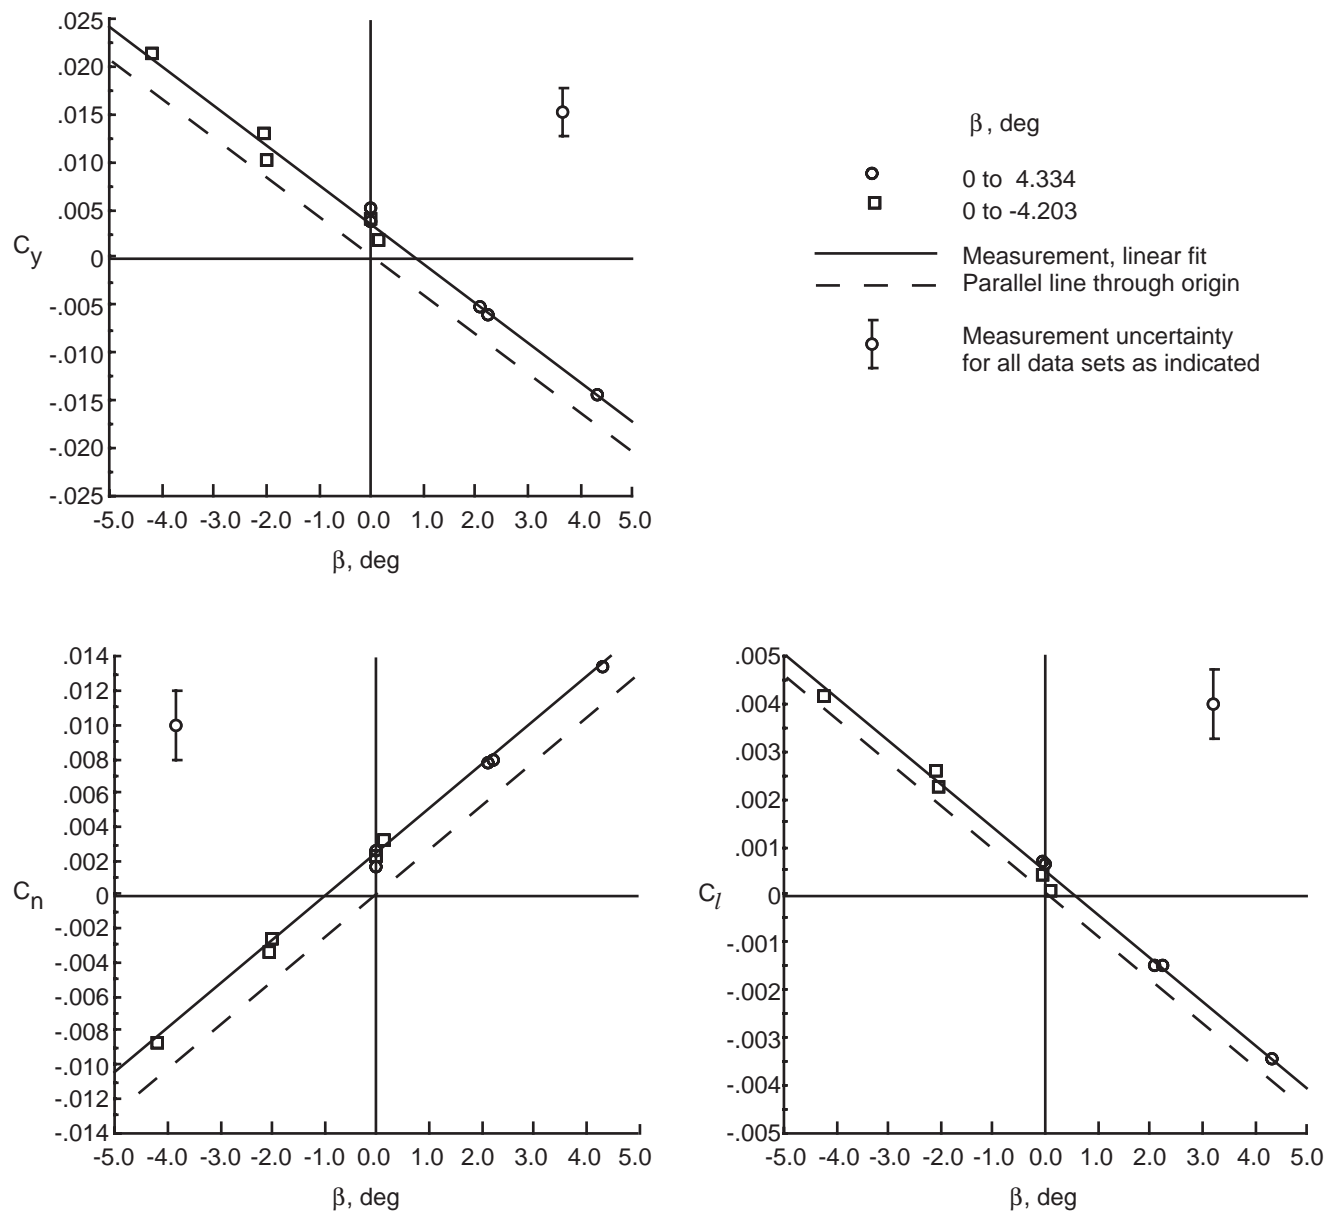 .025
.020
.015
.010
.005
0
-.005
-.010
-.015
-.020
-.025
Cy
-5.0 -4.0 -3.0 -2.0 -1.0 0.0 1.0 2.0 3.0 4.0 5.0
β, deg
β, deg
0 to 4.334
0 to -4.203
Measurement, linear fit
Parallel line through origin
Measurement uncertainty
for all data sets as indicated
.014
.012
.010
.008
.006
.004
.002
0
-.002
-.004
-.006
-.008
-.010
-.012
-.014
Cn
-5.0 -4.0 -3.0 -2.0 -1.0 0.0 1.0 2.0 3.0 4.0 5.0
β, deg
.005
.004
.003
.002
.001
0
-.001
-.002
-.003
-.004
-.005
Cl
-5.0 -4.0 -3.0 -2.0 -1.0 0.0 1.0 2.0 3.0 4.0 5.0
β, deg